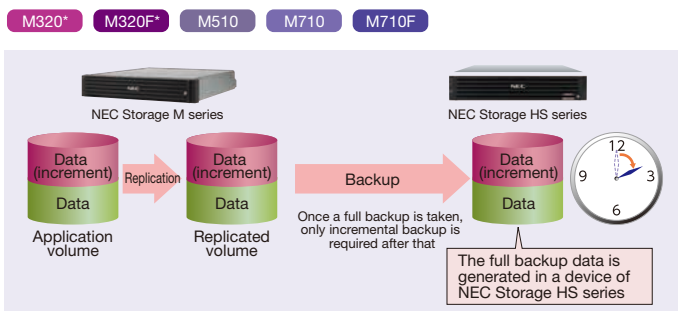 M320*
M320F*
M510
M710
M710F
NEC
NEC
NEC Storage M series
NEC Storage HS series
Data
(increment)
Data
Replication
Data
(increment)
Data
Backup
Once a full backup is taken,
only incremental backup is
required after that
Data
(increment)
Data
12
3
6
9
Application
volume
Replicated
volume
The full backup data is
generated in a device of
NEC Storage HS series